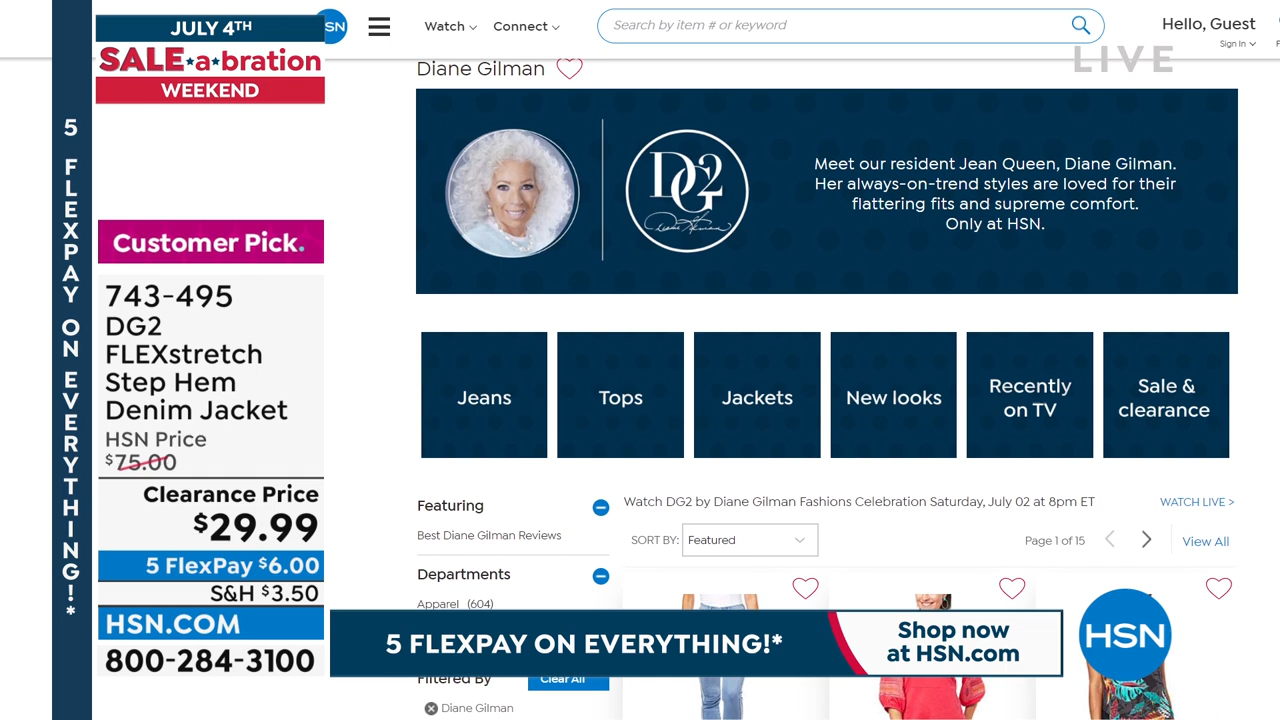 5 FLEXPAY ON EVERYTHING!*
JULY 4TH
SALE★a★bration
WEEKEND
SN
Watch
Connect
Search by item # or keyword
Hello, Guest
Sign In
LIVE
Diane Gilman
DG2
Diane Gilman
Meet our resident Jean Queen, Diane Gilman.
Her always-on-trend styles are loved for their
flattering fits and supreme comfort.
Only at HSN.
Customer Pick.
743-495
DG2
FLEXstretch
Step Hem
Denim Jacket
HSN Price
$75.00
Clearance Price
$29.99
5 FlexPay $6.00
S&H $3.50
HSN.COM
800-284-3100
Jeans
Tops
Jackets
New looks
Recently
on TV
Sale &
clearance
Featuring
Best Diane Gilman Reviews
Departments
Apparel (604)
Filtered By
Clear All
Diane Gilman
Watch DG2 by Diane Gilman Fashions Celebration Saturday, July 02 at 8pm ET
WATCH LIVE >
SORT BY:
Featured
Page 1 of 15
View All
5 FLEXPAY ON EVERYTHING!*
Shop now
at HSN.com
HSN